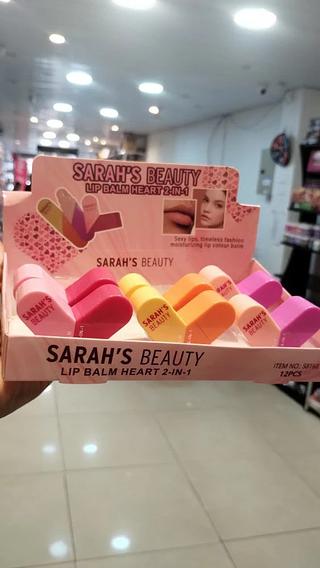 SARAH'S BEAUTY
LIP BALM HEART 2-IN-1
Sexy lips, timeless fashion
moisturizing lip colour balm
SARAH'S BEAUTY
SARAH'S
BEAUTY
SARAH'S
BEAUTY
SARAH'S
BEAUTY
SARAH'S BEAUTY
LIP BALM HEART 2-IN-1
ITEM NO.
12PCS